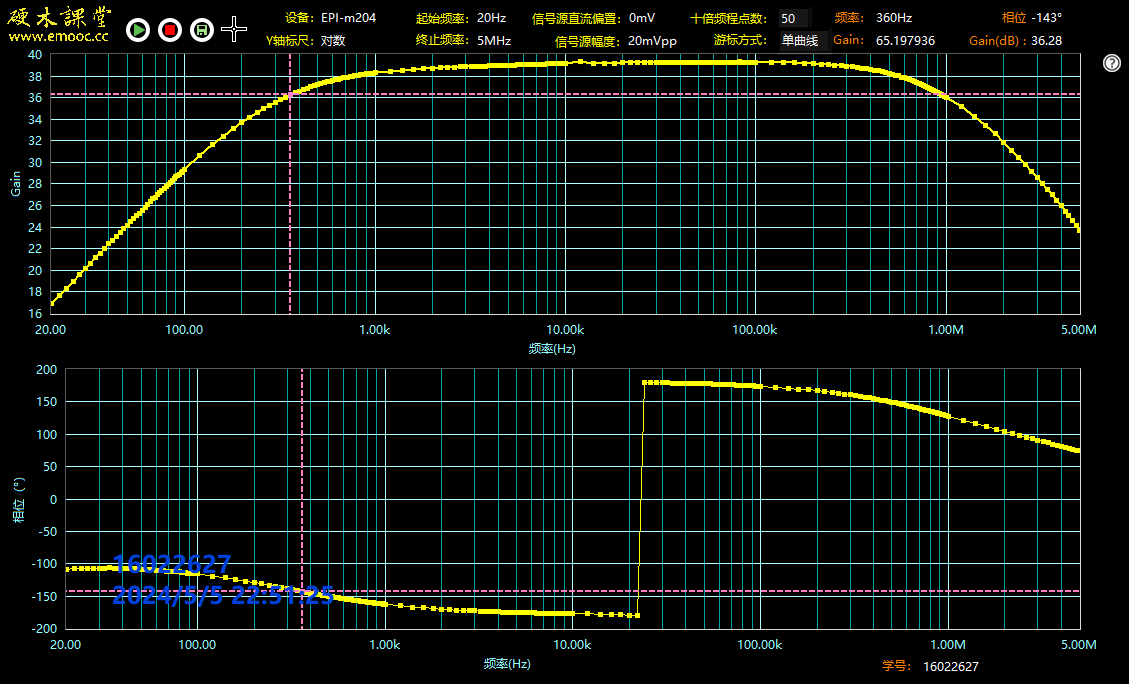 硬木課堂
www.emooc.cc
设备: EPI-m204 起始频率: 20Hz 信号源直流偏置: 0mV 十倍频程点数: 50 频率: 360Hz 相位 -143°
Y轴标尺: 对数 终止频率: 5MHz 信号源幅度: 20mVpp 游标方式: 单曲线 Gain: 65.197936 Gain(dB) : 36.28
40
38
36
34
32
30
28
26
24
22
20
18
16
Gain
20.00 100.00 1.00k 10.00k 100.00k 1.00M 5.00M
频率(Hz)
200
150
100
50
0
-50
-100
-150
-200
相位 (°)
16022627
2024/5/5 22:51:25
20.00 100.00 1.00k 10.00k 100.00k 1.00M 5.00M
频率(Hz)
学号: 16022627